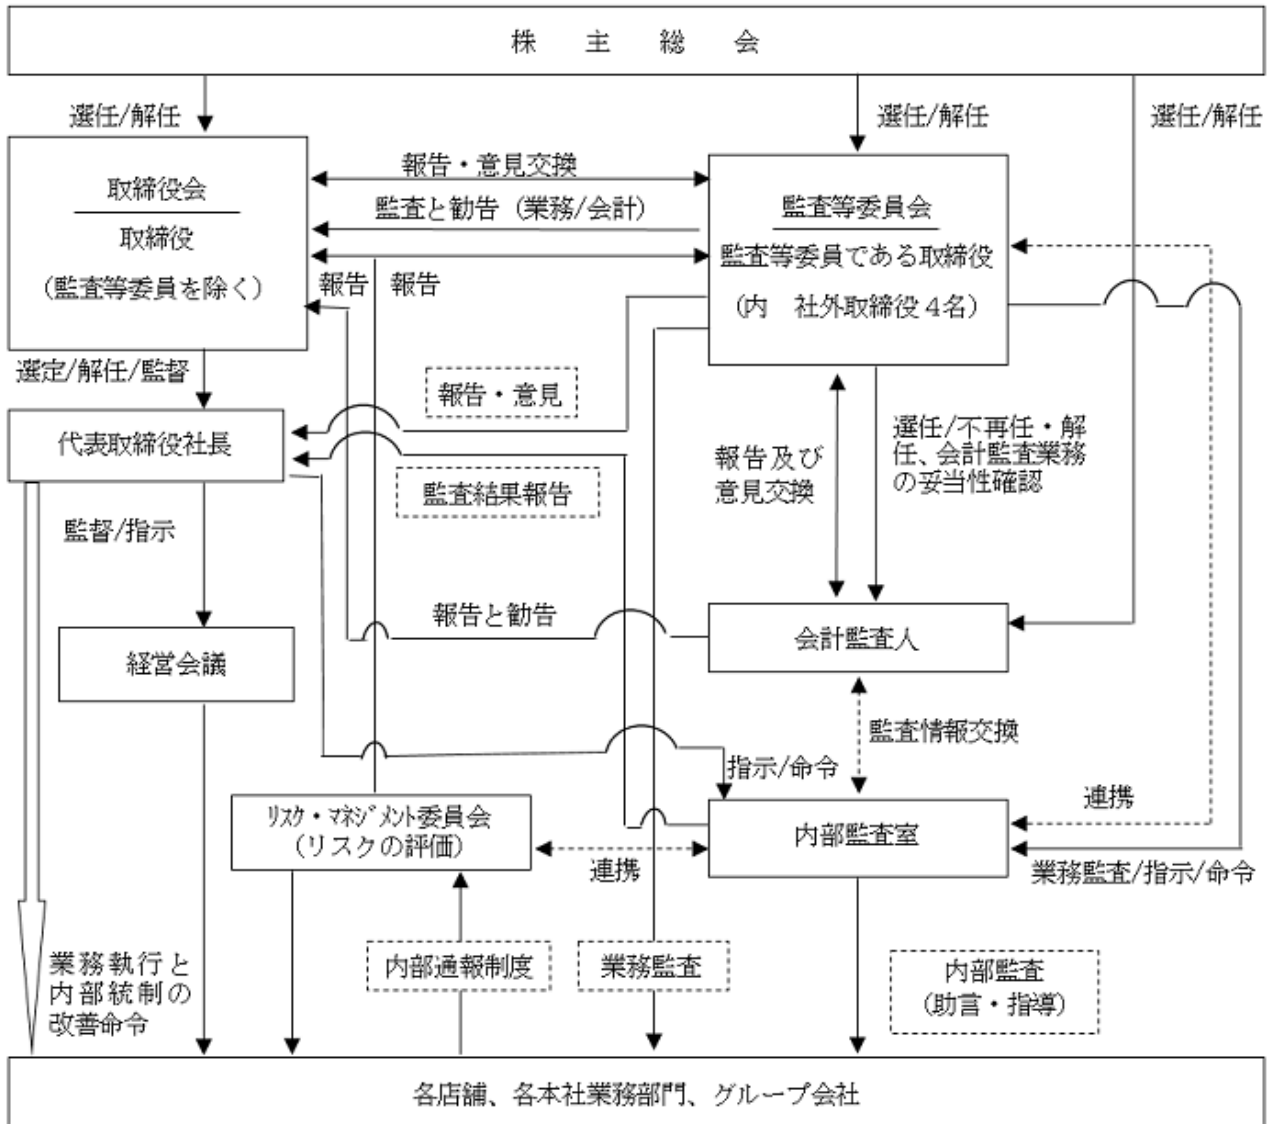 株　主　総　会
選任/解任
選任/解任
選任/解任
取締役会
取締役
（監査等委員を除く）
報告・意見交換
監査と勧告（業務/会計）
報告
報告
監査等委員会
監査等委員である取締役
（内　社外取締役４名）
選定/解任/監督
代表取締役社長
報告・意見
監査結果報告
報告及び
意見交換
選任/不再任・解
任、会計監査業務
の妥当性確認
監督/指示
経営会議
報告と勧告
会計監査人
監査情報交換
指示/命令
ﾘｽｸ・ﾏﾈｼﾞﾒﾝﾄ委員会
（リスクの評価）
連携
内部監査室
連携
業務監査/指示/命令
業務執行と
内部統制の
改善命令
内部通報制度
業務監査
内部監査
（助言・指導）
各店舗、各本社業務部門、グループ会社